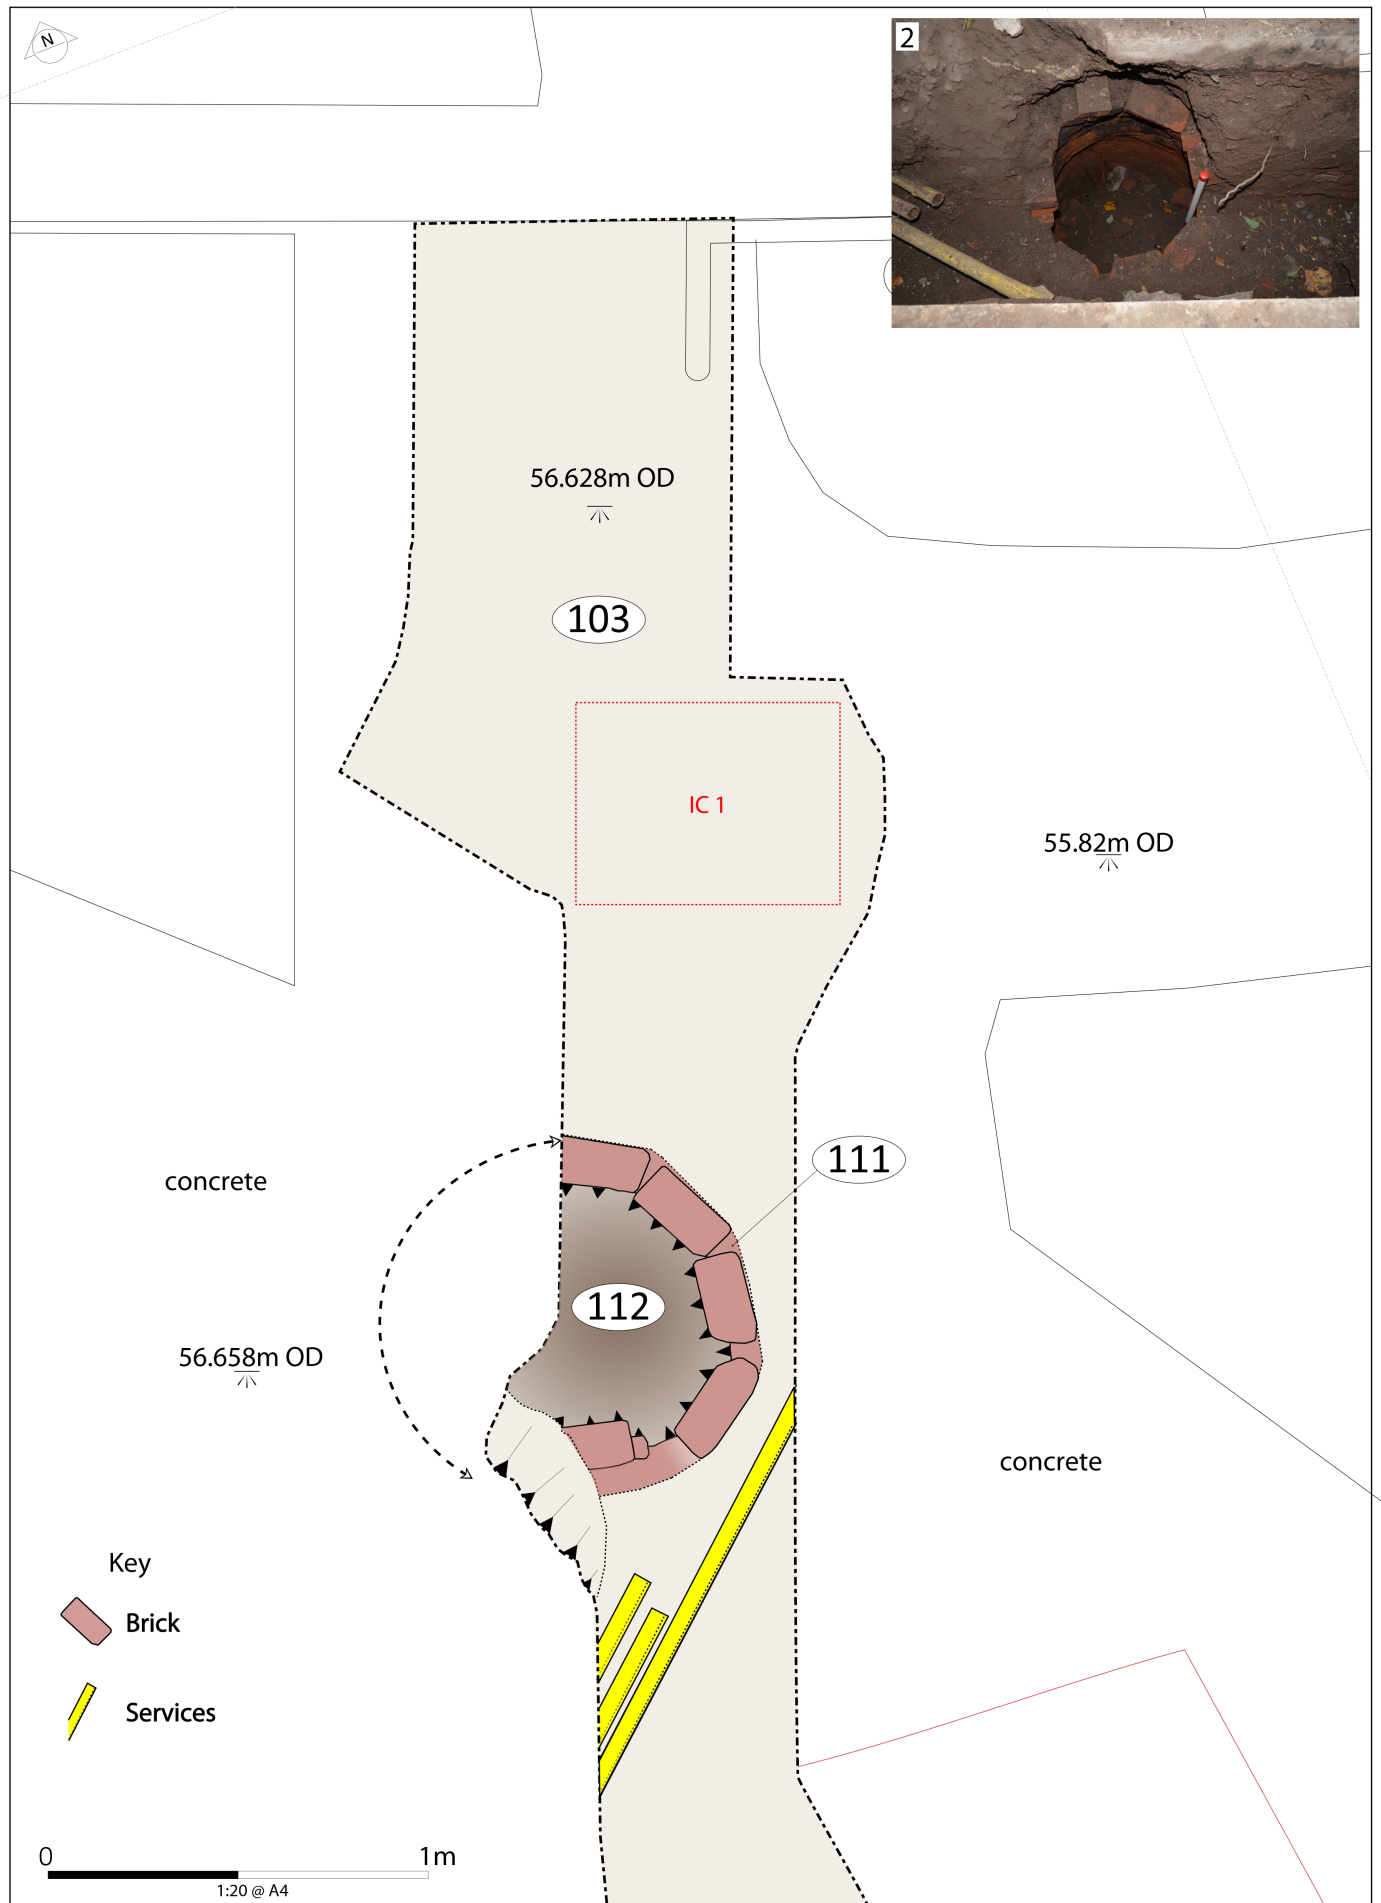 N
2
56.628m OD
103
IC 1
55.82m OD
111
concrete
112
56.658m OD
concrete
Key
Brick
Services
0 1m
1:20 @ A4